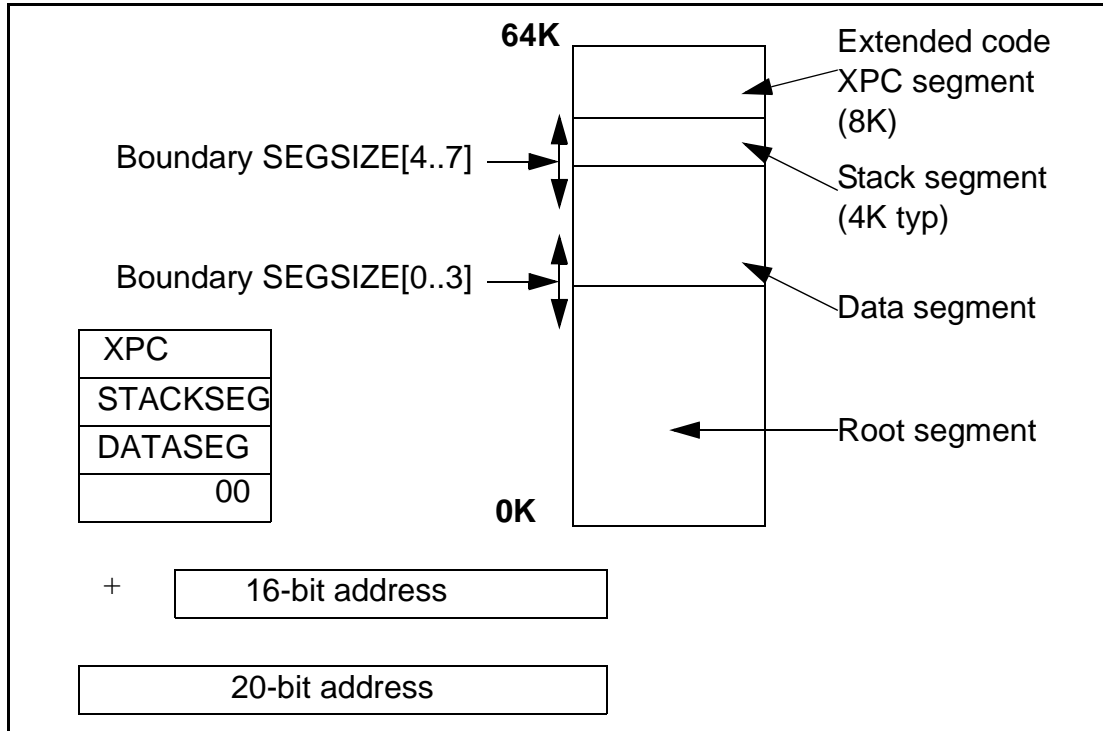 64K
Extended code
XPC segment
(8K)
Boundary SEGSIZE[4..7]
Stack segment
(4K typ)
Boundary SEGSIZE[0..3]
Data segment
XPC
STACKSEG
DATASEG
00
Root segment
0K
+ 16-bit address
20-bit address